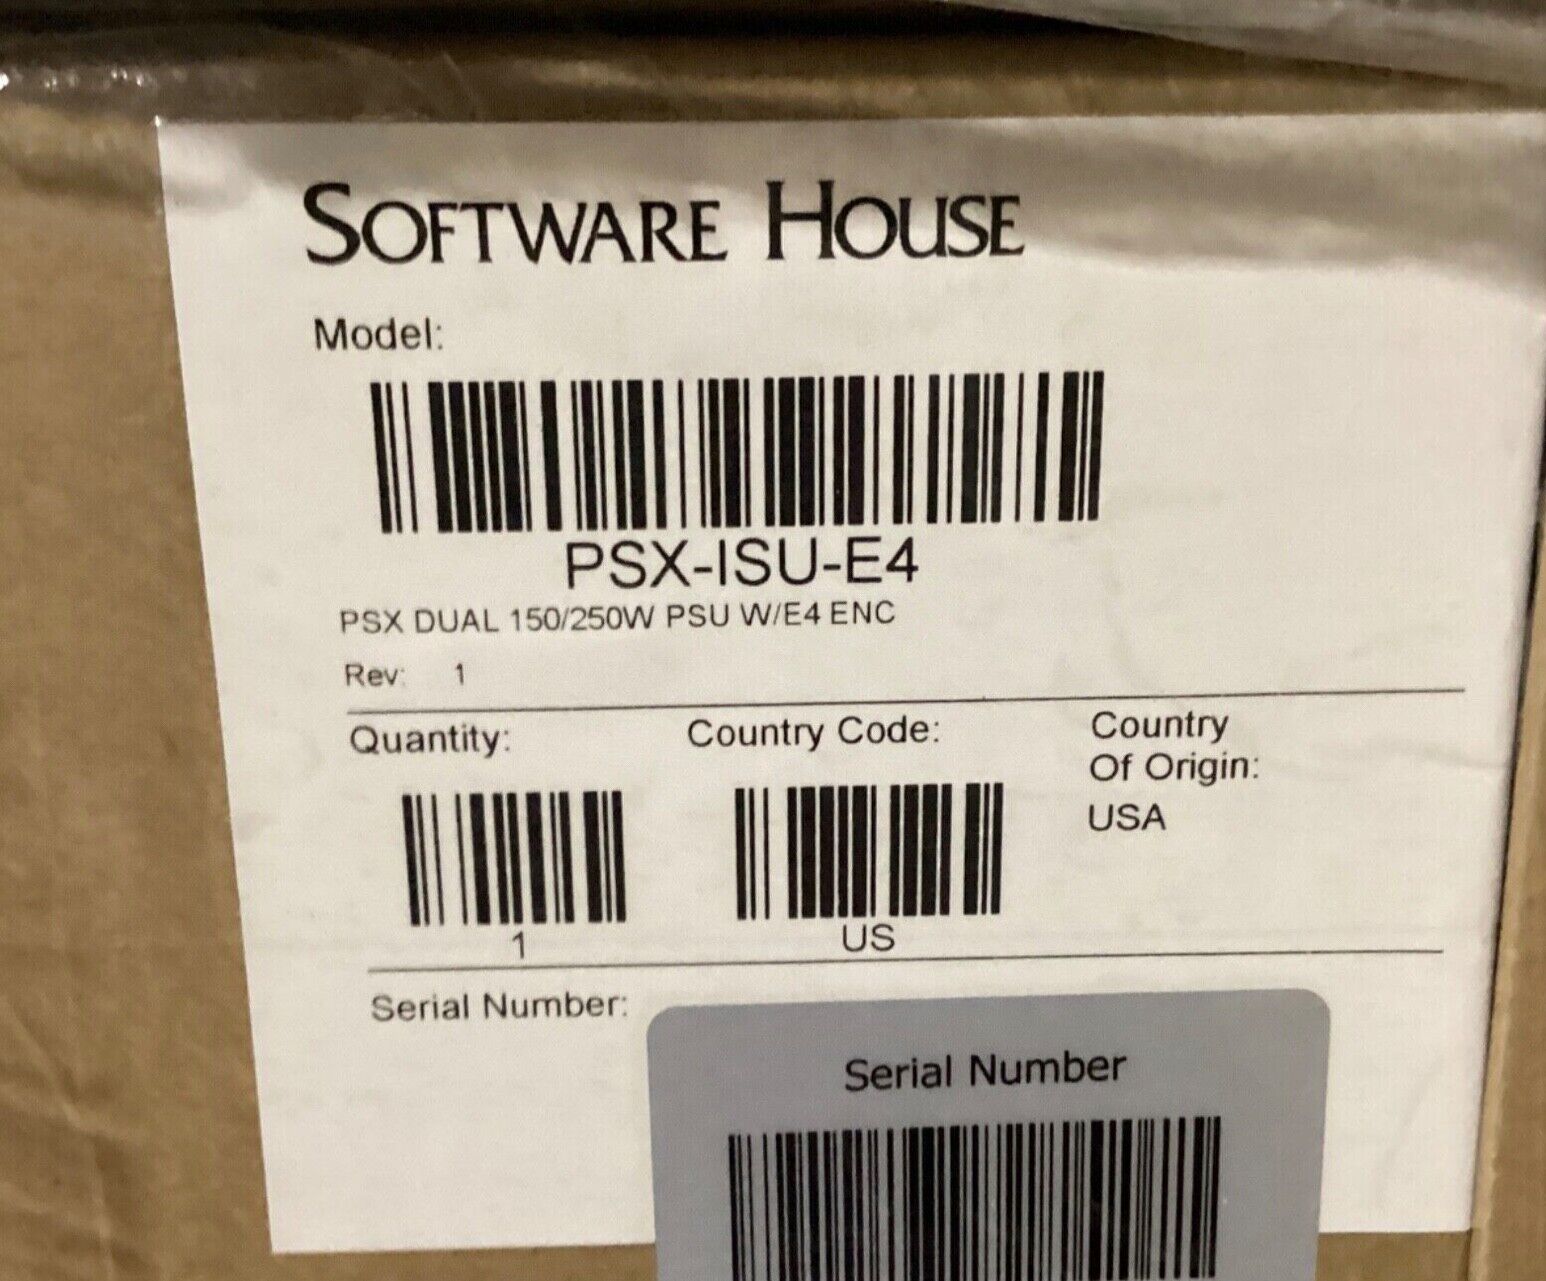 SOFTWARE HOUSE
Model:
PSX-ISU-E4
PSX DUAL 150/250W PSU W/E4 ENC
Rev: 1
Quantity:
1
Country Code:
US
Country
Of Origin:
USA
Serial Number:
Serial Number